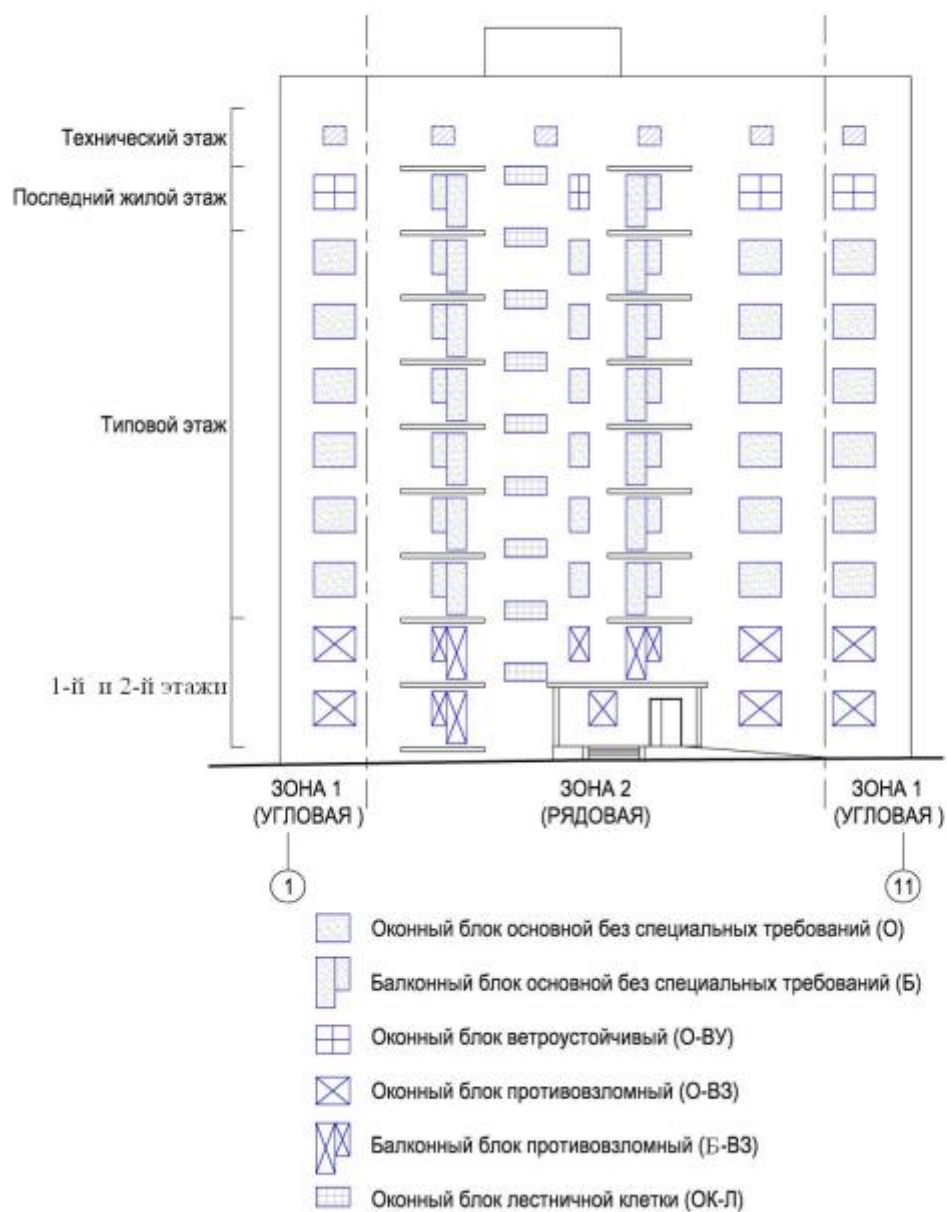 Технический этаж
Последний жилой этаж
Типовой этаж
1-й и 2-й этажи
ЗОНА 1
(УГЛОВАЯ )
ЗОНА 2
(РЯДОВАЯ)
ЗОНА 1
(УГЛОВАЯ )
1
11
Оконный блок основной без специальных требований (О)
Балконный блок основной без специальных требований (Б)
Оконный блок ветроустойчивый (О-ВУ)
Оконный блок противовзломный (О-ВЗ)
Балконный блок противовзломный (Б-ВЗ)
Оконный блок лестничной клетки (ОК-Л)